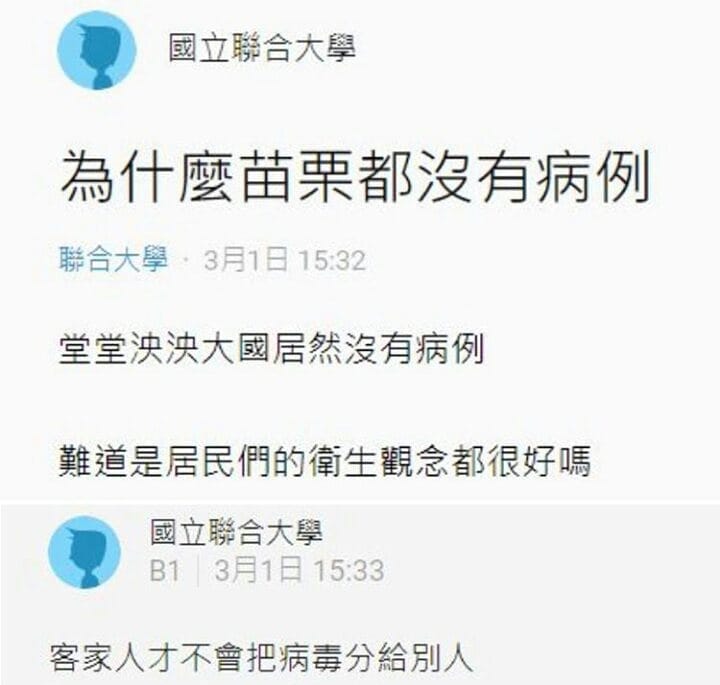 國立聯合大學
為什麼苗栗都沒有病例
聯合大學 · 3月1日 15:32
堂堂泱泱大國居然沒有病例
難道是居民們的衛生觀念都很好嗎
國立聯合大學
B1 | 3月1日 15:33
客家人才不會把病毒分給別人